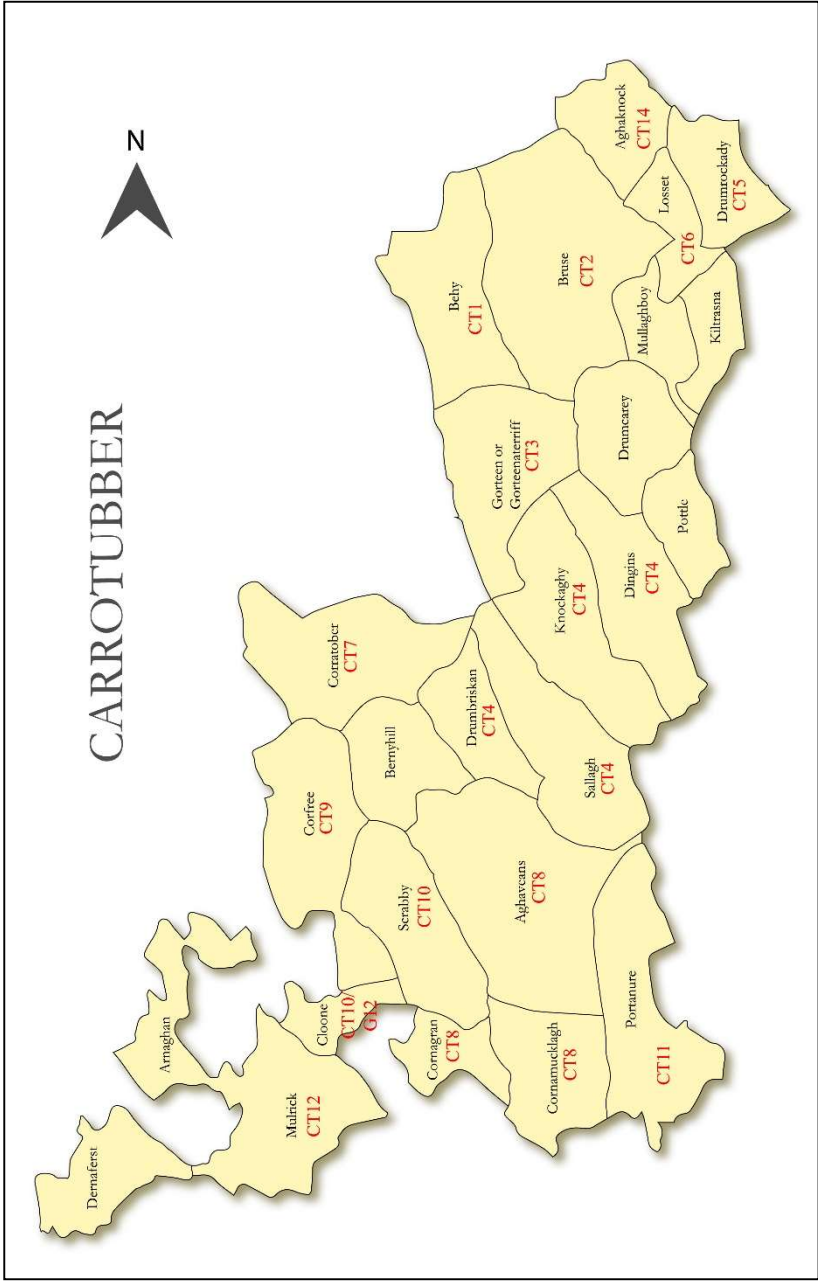 CARROTUBBER
N
Dernaferst
Arnaghan
Mulrick
CT12
Cloone
CT10/
G12
Corfree
CT9
Corratober
CT7
Bernyhill
Scrabby
CT10
Cornagran
CT8
Drumbriskan
CT4
Behy
CT1
Gorteen or
Gorteenaterriff
CT3
Bruse
CT2
Aghaknock
CT14
Losset
CT6
Drumrockady
CT5
Mullaghboy
Kiltrasna
Drumcarey
Pottle
Knockaghy
CT4
Dingins
CT4
Sallagh
CT4
Aghaveans
CT8
Cornamucklagh
CT8
Portanure
CT11